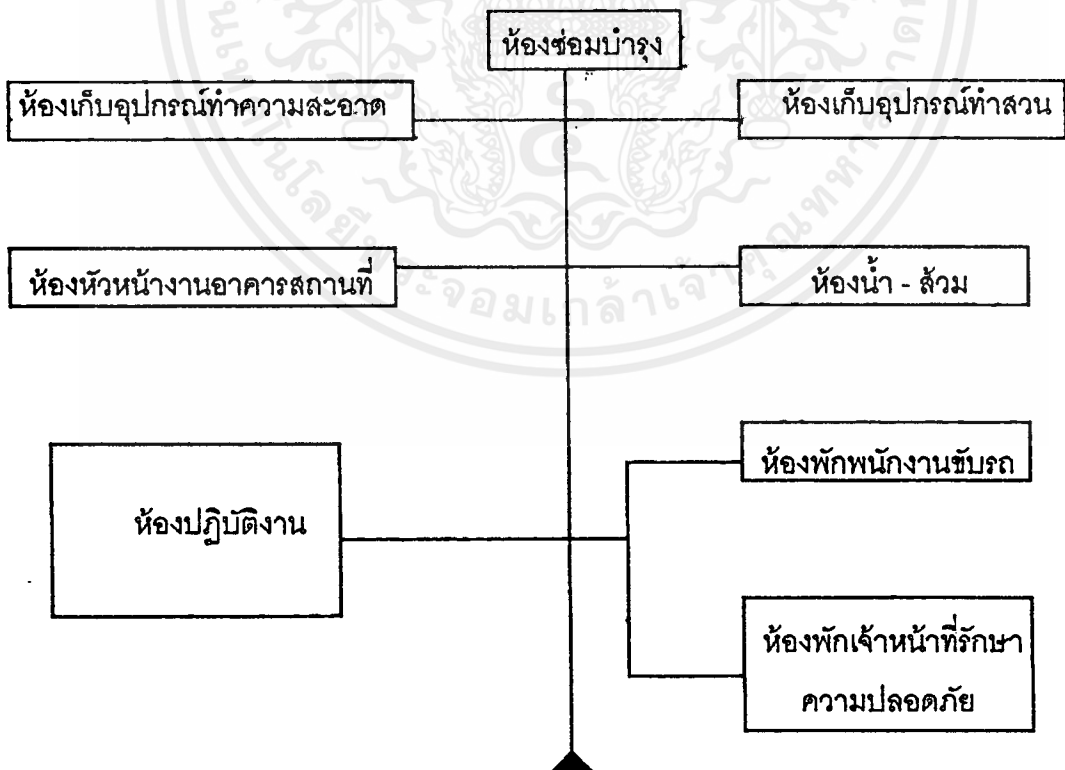 ห้องซ่อมบำรุง
ห้องเก็บอุปกรณ์ทำความสะอาด
ห้องเก็บอุปกรณ์ทำสวน
ห้องหัวหน้างานอาคารสถานที่
ห้องน้ำ - ส้วม
ห้องพักพนักงานขับรถ
ห้องปฏิบัติงาน
ห้องพักเจ้าหน้าที่รักษา
ความปลอดภัย